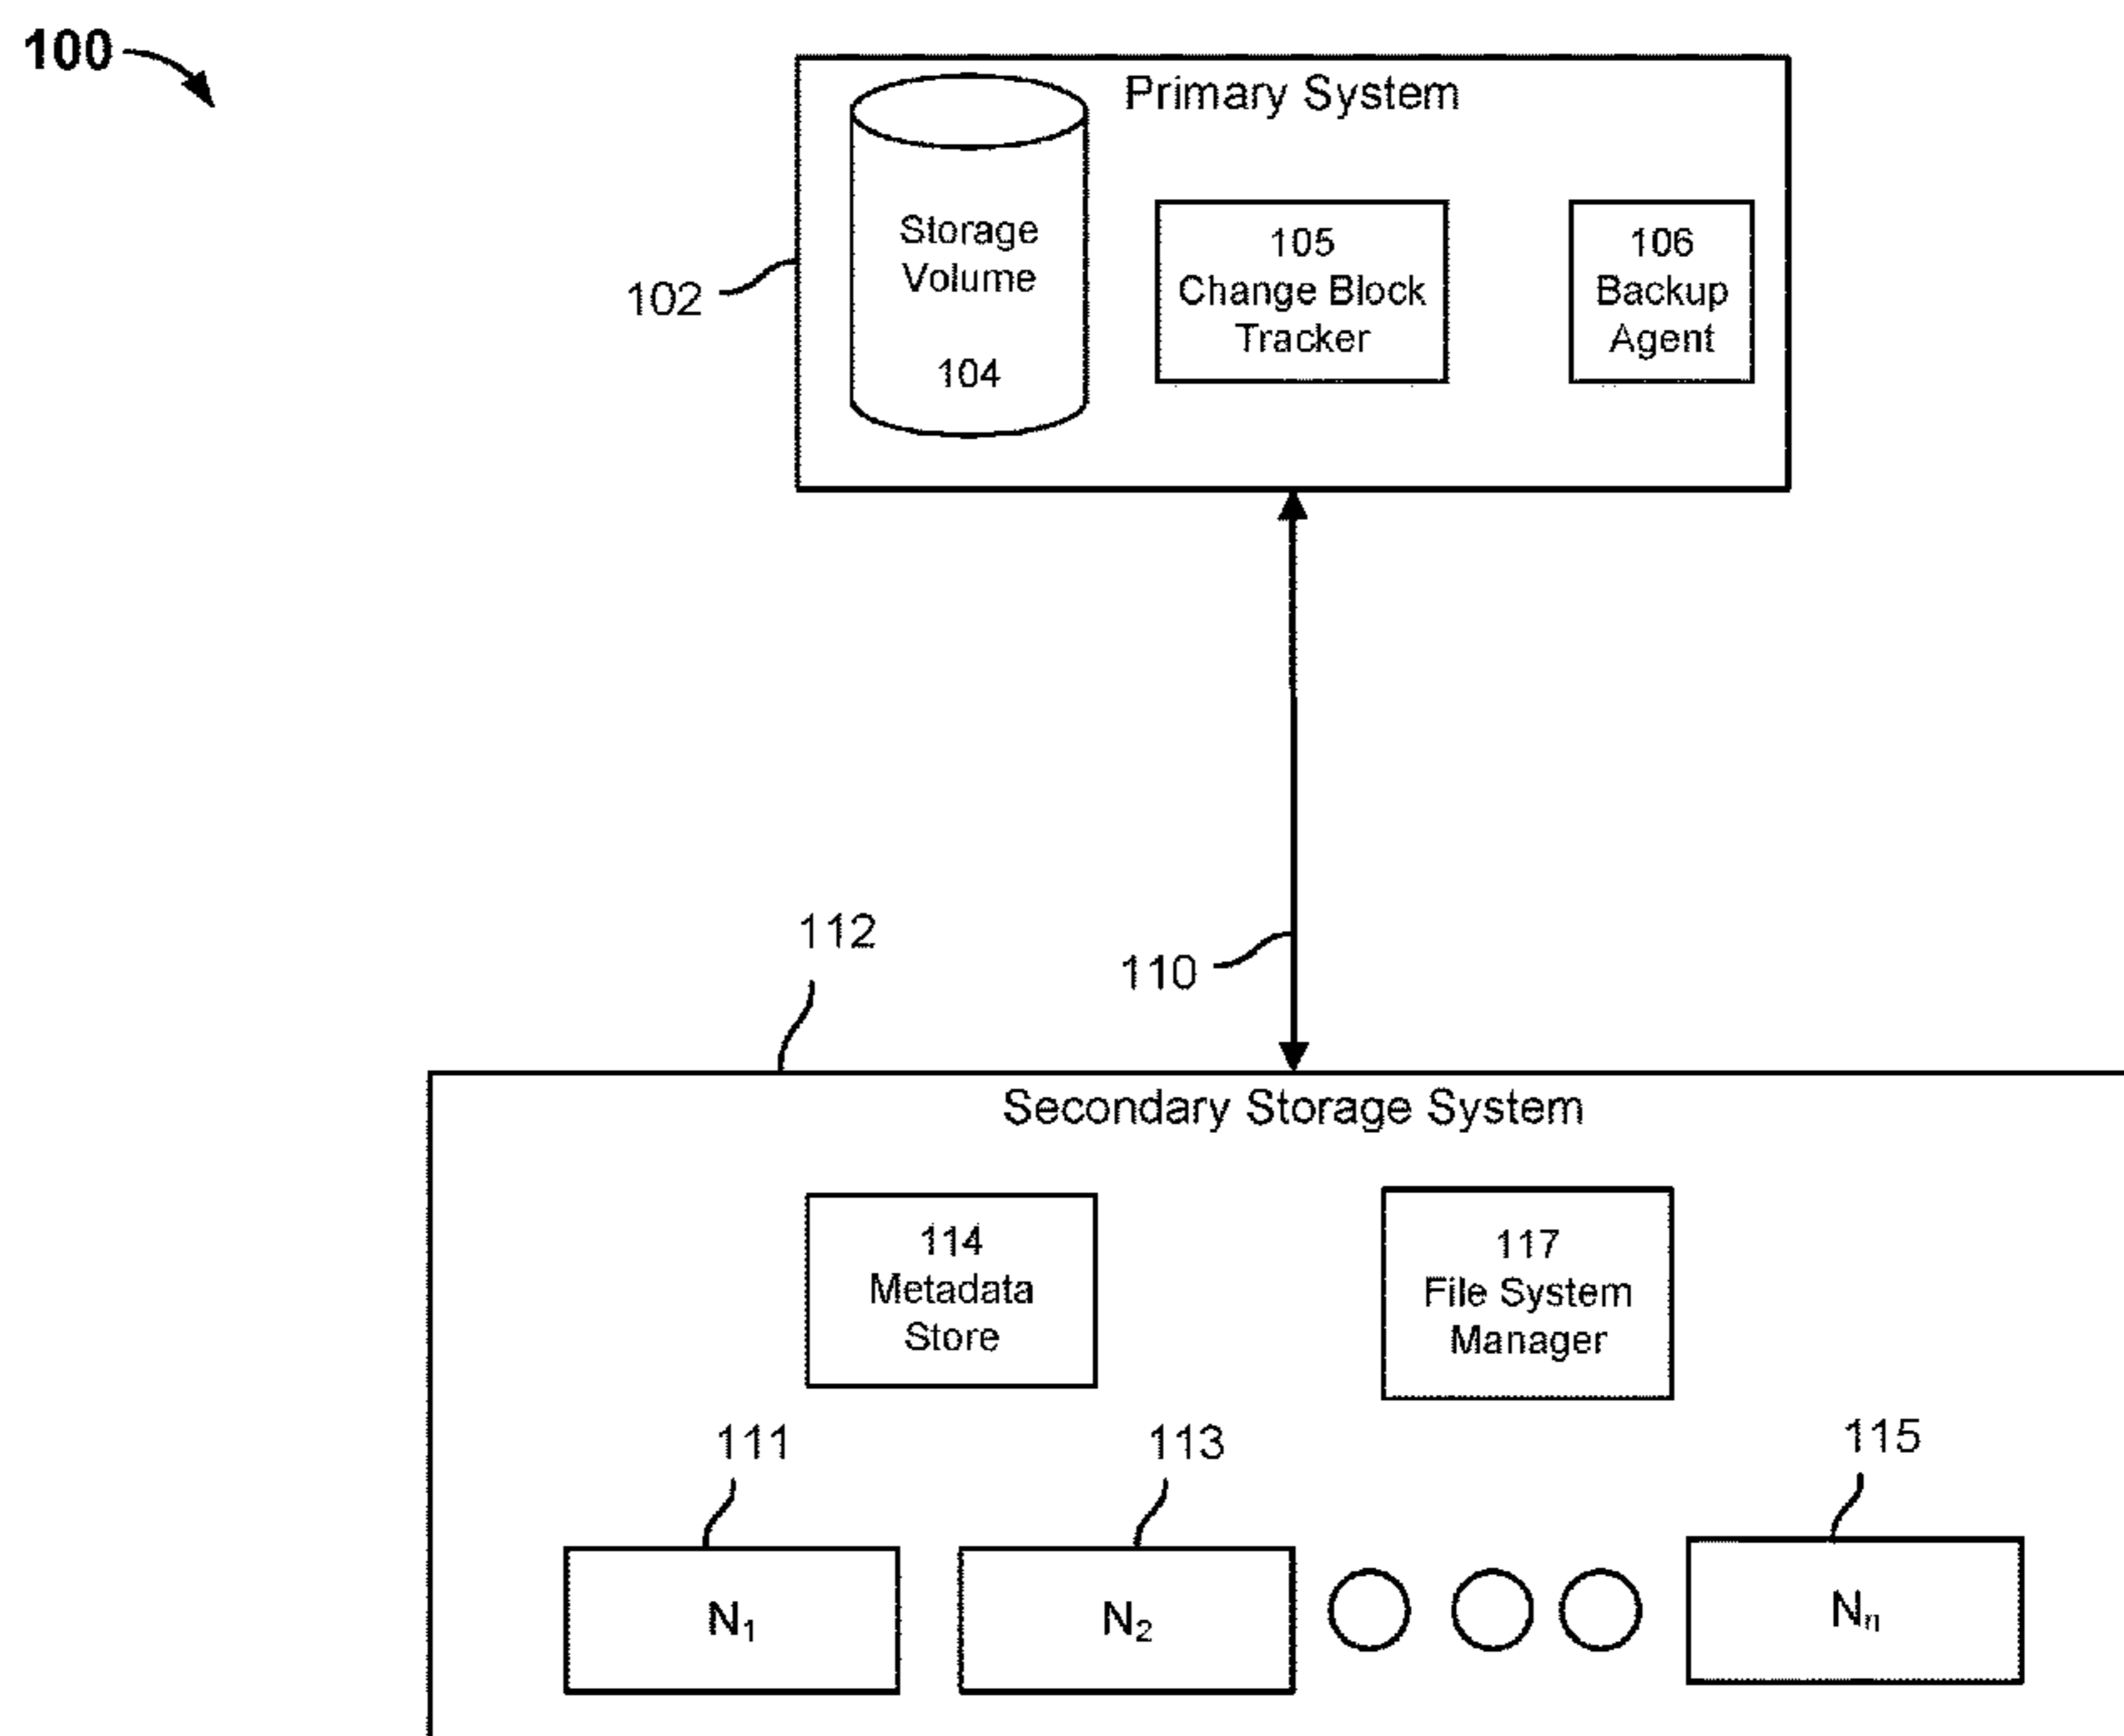 100
Primary System
Storage
Volume
104
105
Change Block
Tracker
106
Backup
Agent
102
110
112
Secondary Storage System
114
Metadata
Store
117
File System
Manager
111
113
115
N1
N2
Nn